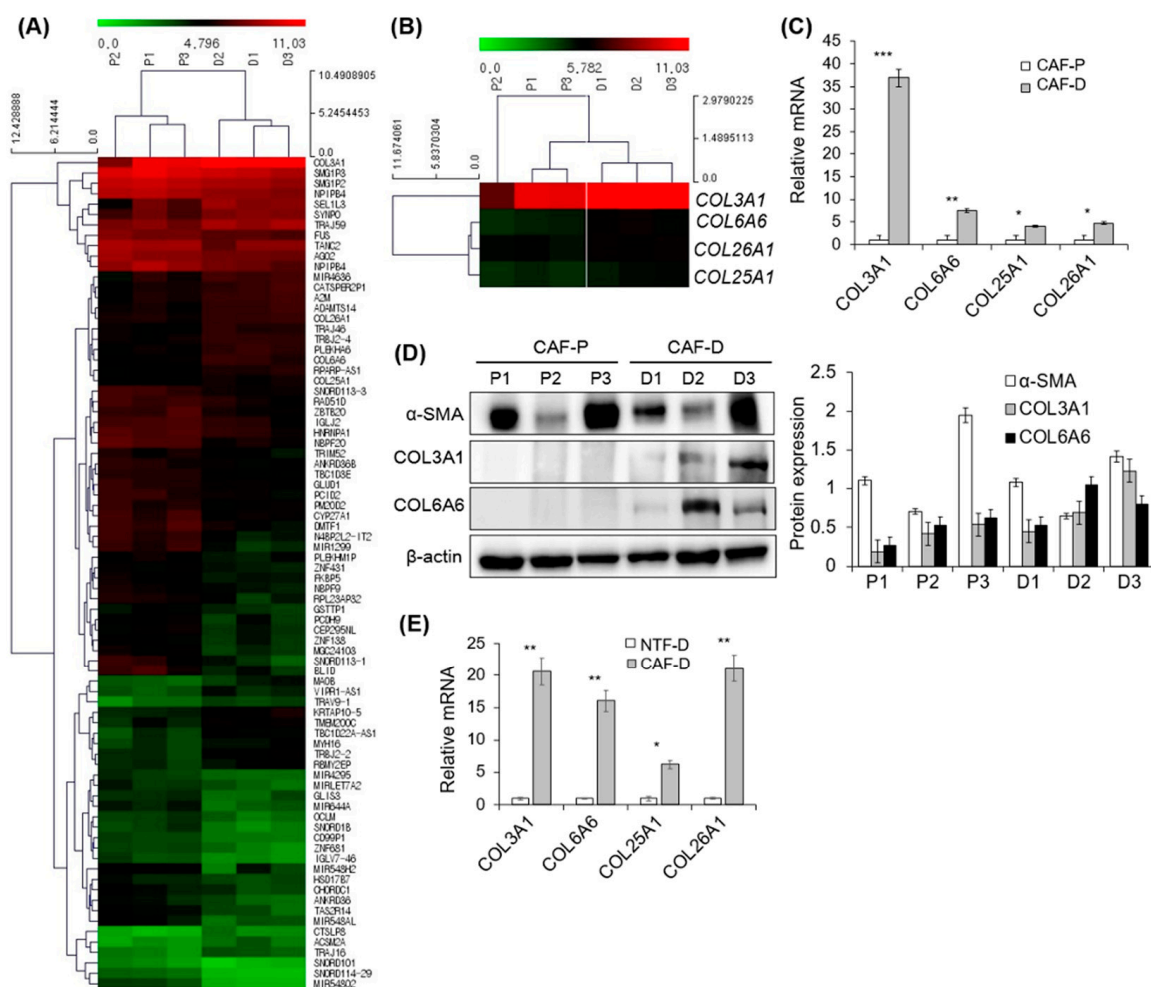 (A)
0.0 4.796 11.03
P2 P1 P3 D2 D1 D3
10.4908905
5.2454453
0.0
12.428888 6.214444 0.0
COL3A1
SMG1P3
SMG1P2
NPIPB4
SEL1L3
SYNPO
TRAJ59
FUS
TANC2
AGO2
NPIPB4
MIR4636
CATSPER2P1
A2M
ADAMTS14
COL26A1
TRAJ46
TRBJ2-4
PLEKHA6
COL6A6
RPARP-AS1
COL25A1
SNORD113-3
RAD51D
ZBTB20
IGLJ2
HNRNPA1
NBPF20
TRIM52
ANKRD36B
TBC1D3E
GLUD1
PCID2
PM20D2
CYP27A1
DMTF1
N4BP2L2-IT2
MIR1299
PLEKHM1P
ZNF431
FKBP5
NBPF9
RPL23AP32
GSTTP1
PCDH9
CEP295NL
ZNF138
MGC24103
SNORD113-1
BLID
MAOB
VIPR1-AS1
TRAV9-1
KRTAP10-5
TMEM200C
TBC1D22A-AS1
MYH16
TRBJ2-2
RBMY2EP
MIR4295
MIRLET7A2
GLIS3
MIR644A
OCLM
SNORD18
CD99P1
ZNF681
IGLV7-46
MIR548H2
HSD17B7
CHORDC1
ANKRD36
TAS2R14
MIR548AL
CTSLP8
ACSM2A
TRAJ16
SNORD101
SNORD114-29
MIR548O2
(B)
0.0 5.782 11.03
P2 P1 P3 D1 D2 D3
2.9790225
1.4895113
0.0
11.674061 5.8370304 0.0
COL3A1
COL6A6
COL26A1
COL25A1
(C)
Relative mRNA
45
40
35
30
25
20
15
10
5
0
*** ** * *
CAF-P
CAF-D
COL3A1 COL6A6 COL25A1 COL26A1
(D)
CAF-P CAF-D
P1 P2 P3 D1 D2 D3
α-SMA
COL3A1
COL6A6
β-actin
Protein expression
2.5
2
1.5
1
0.5
0
α-SMA
COL3A1
COL6A6
P1 P2 P3 D1 D2 D3
(E)
Relative mRNA
25
20
15
10
5
0
** ** * **
NTF-D
CAF-D
COL3A1 COL6A6 COL25A1 COL26A1